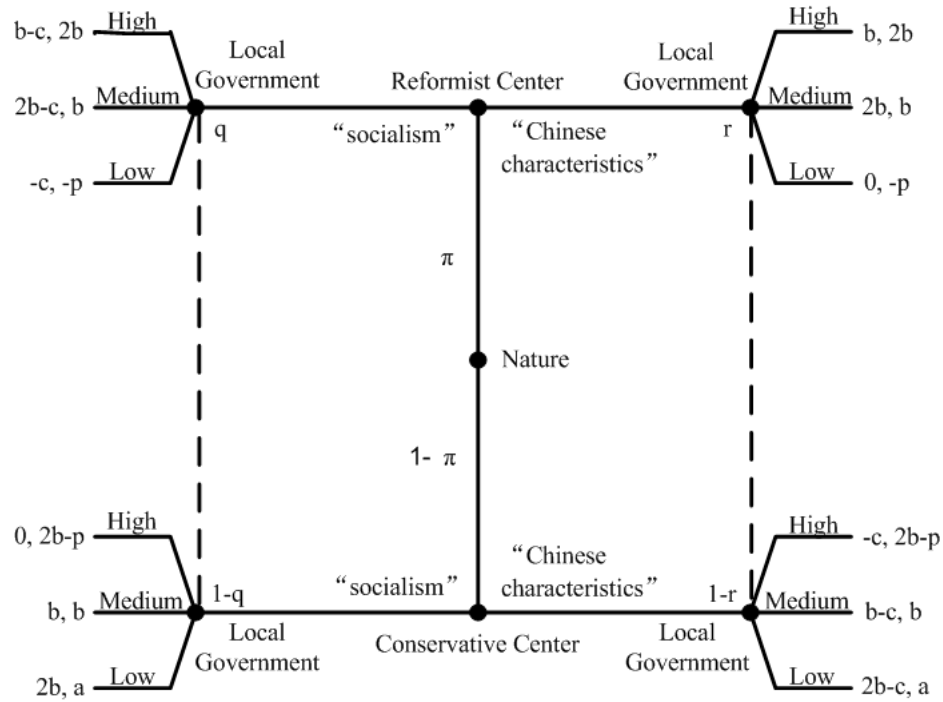 b-c, 2b
High
2b-c, b
Medium
-c, -p
Low
Local
Government
q
Reformist Center
“socialism”
“Chinese
characteristics”
Local
Government
r
High
b, 2b
Medium
2b, b
Low
0, -p
π
Nature
1- π
0, 2b-p
High
b, b
Medium
2b, a
Low
1-q
Local
Government
“socialism”
“Chinese
characteristics”
Conservative Center
1-r
Local
Government
High
-c, 2b-p
Medium
b-c, b
Low
2b-c, a